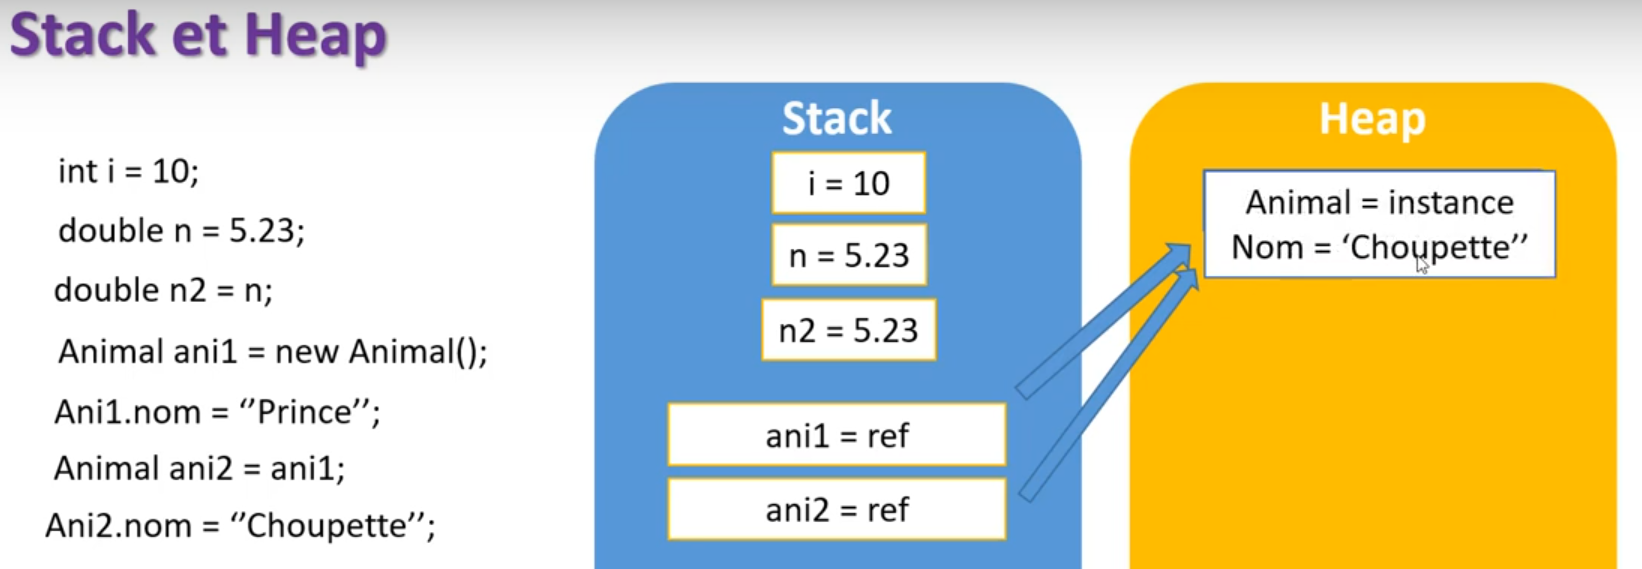 Stack et Heap
int i = 10;
double n = 5.23;
double n2 = n;
Animal ani1 = new Animal();
Ani1.nom = ‘’Prince’’;
Animal ani2 = ani1;
Ani2.nom = ‘’Choupette’’;
Stack
i = 10
n = 5.23
n2 = 5.23
ani1 = ref
ani2 = ref
Heap
Animal = instance
Nom = ‘Choupette’’